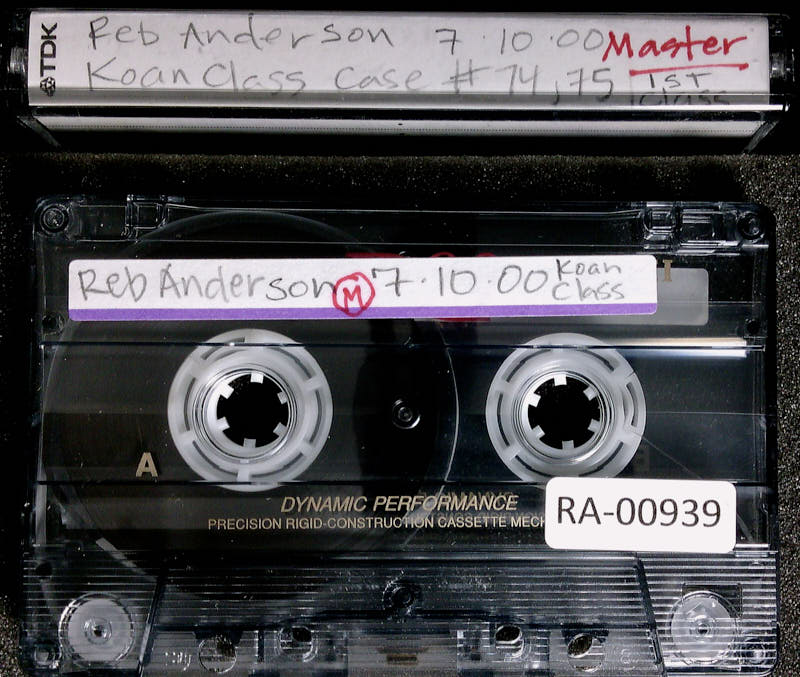 TDK
Reb Anderson 7·10·00 Master
Koan Class Case #74,75 1ST Class
Reb Anderson M 7·10·00 Koan Class
I
A
DYNAMIC PERFORMANCE
PRECISION RIGID-CONSTRUCTION CASSETTE MECH
RA-00939